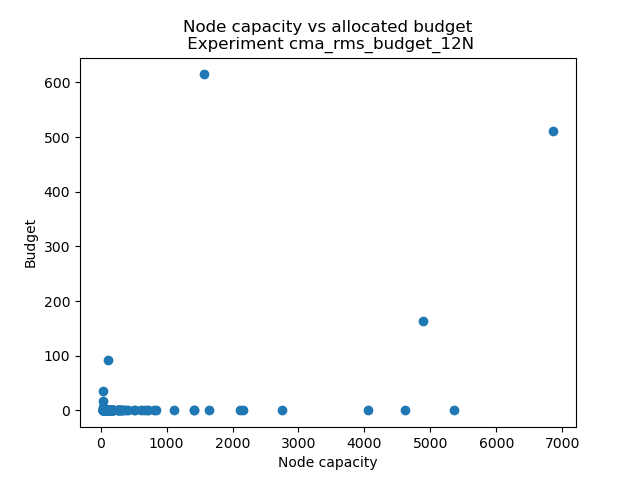 Node capacity vs allocated budget
Experiment cma_rms_budget_12N
600
500
400
300
200
100
0
Budget
0 1000 2000 3000 4000 5000 6000 7000
Node capacity